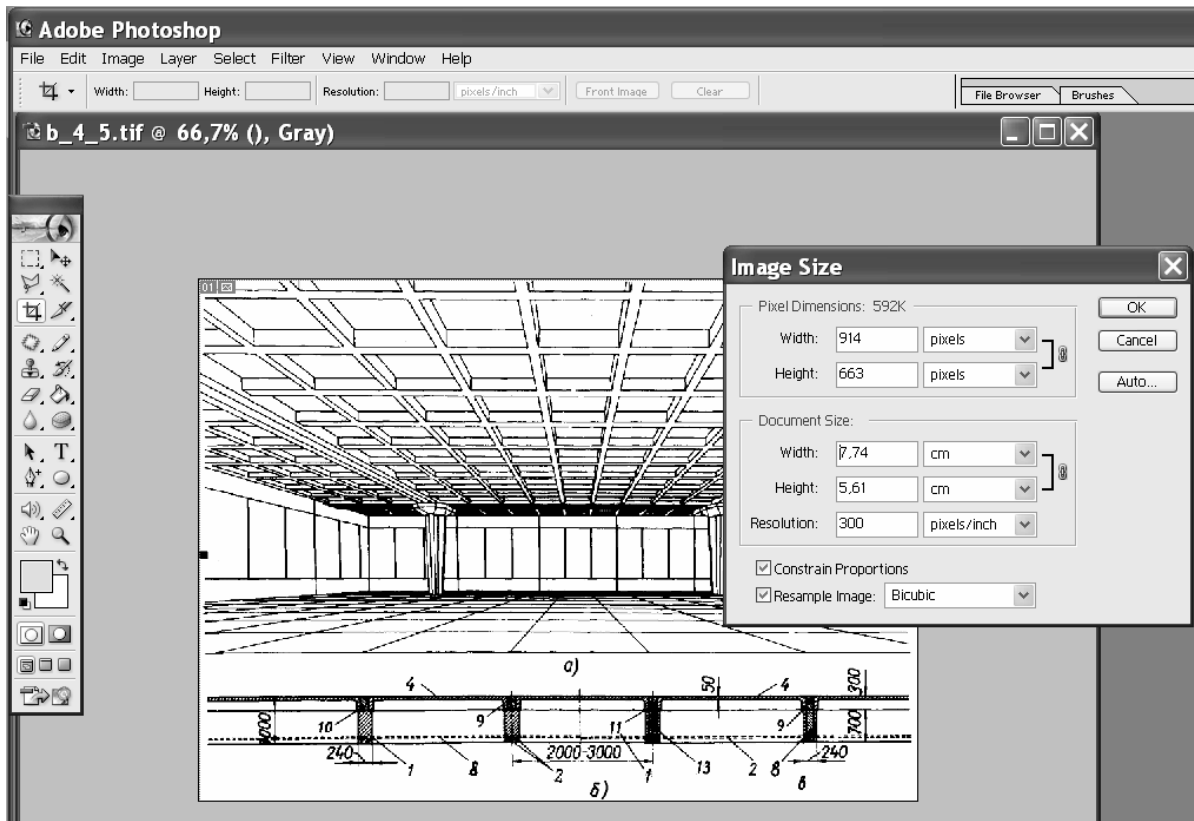 Adobe Photoshop
File Edit Image Layer Select Filter View Window Help
Width: Height: Resolution: pixels/inch Front Image Clear
File Browser Brushes
b_4_5.tif @ 66,7% (), Gray)
Image Size
Pixel Dimensions: 592K
Width: 914 pixels
Height: 663 pixels
Document Size:
Width: 7,74 cm
Height: 5,61 cm
Resolution: 300 pixels/inch
Constrain Proportions
Resample Image: Bicubic
OK
Cancel
Auto...
01
а)
4 50 4 300
10 9 11 9 700
000
240 1 8 2 2000-3000 1 13 2 8 240
б) в